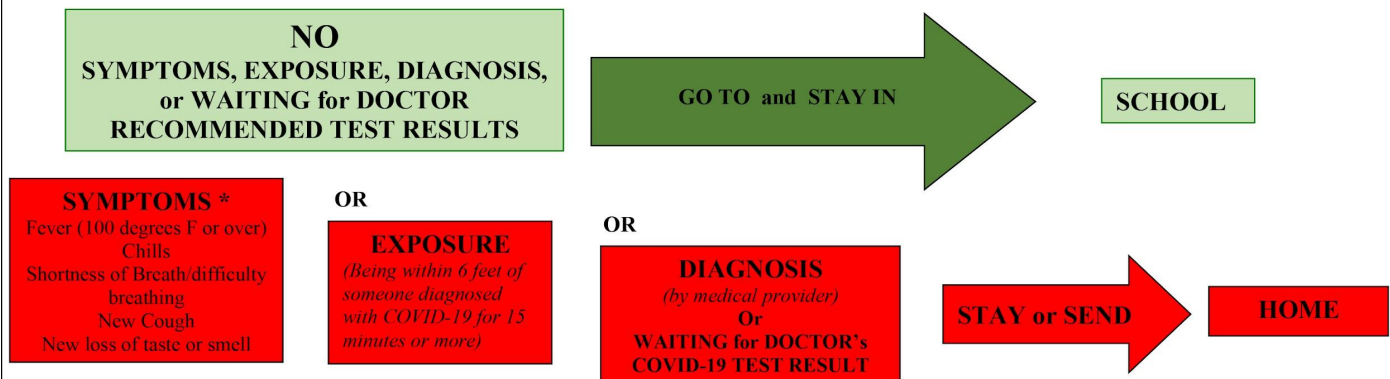 NO
SYMPTOMS, EXPOSURE, DIAGNOSIS,
or WAITING for DOCTOR
RECOMMENDED TEST RESULTS
GO TO and STAY IN
SCHOOL
SYMPTOMS *
Fever (100 degrees F or over)
Chills
Shortness of Breath/difficulty
breathing
New Cough
New loss of taste or smell
OR
EXPOSURE
(Being within 6 feet of
someone diagnosed
with COVID-19 for 15
minutes or more)
OR
DIAGNOSIS
(by medical provider)
Or
WAITING for DOCTOR's
COVID-19 TEST RESULT
STAY or SEND
HOME